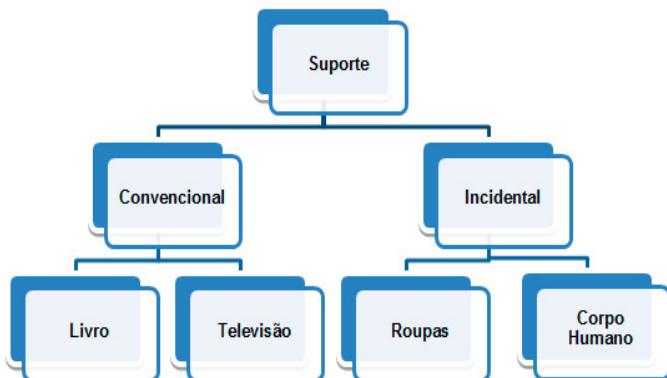 Suporte
Convencional
Incidental
Livro
Televisão
Roupas
Corpo
Humano